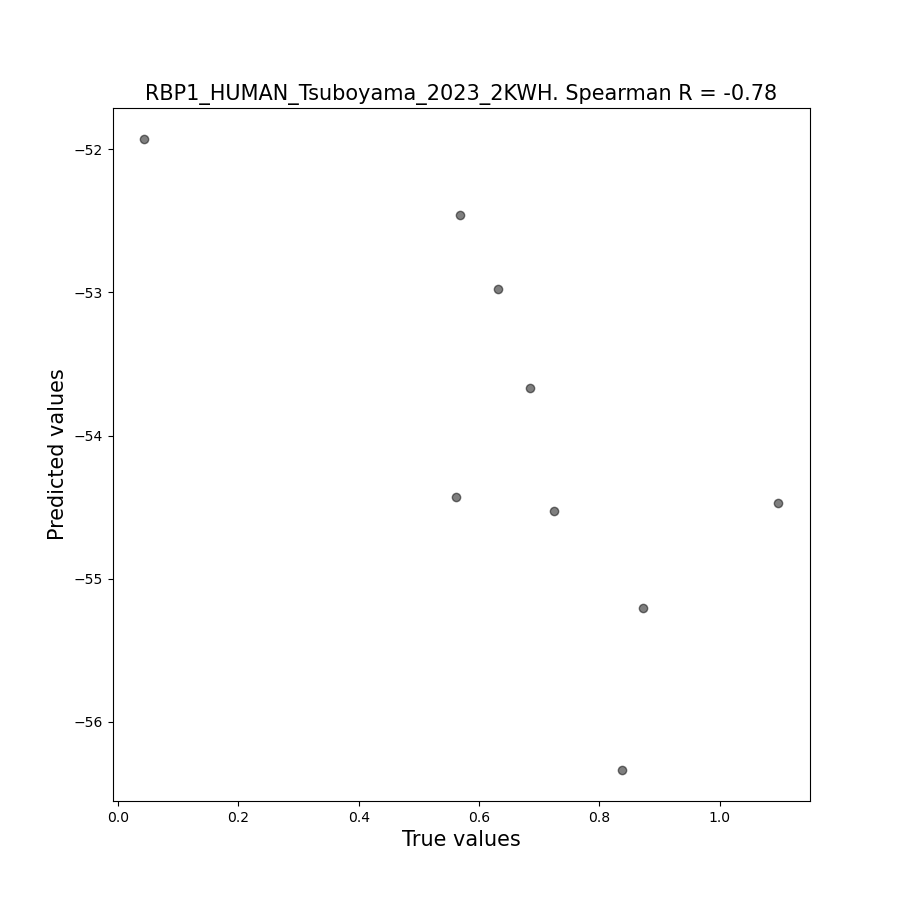 RBP1_HUMAN_Tsuboyama_2023_2KWH. Spearman R = -0.78
Predicted values
−52
−53
−54
−55
−56
0.0 0.2 0.4 0.6 0.8 1.0
True values